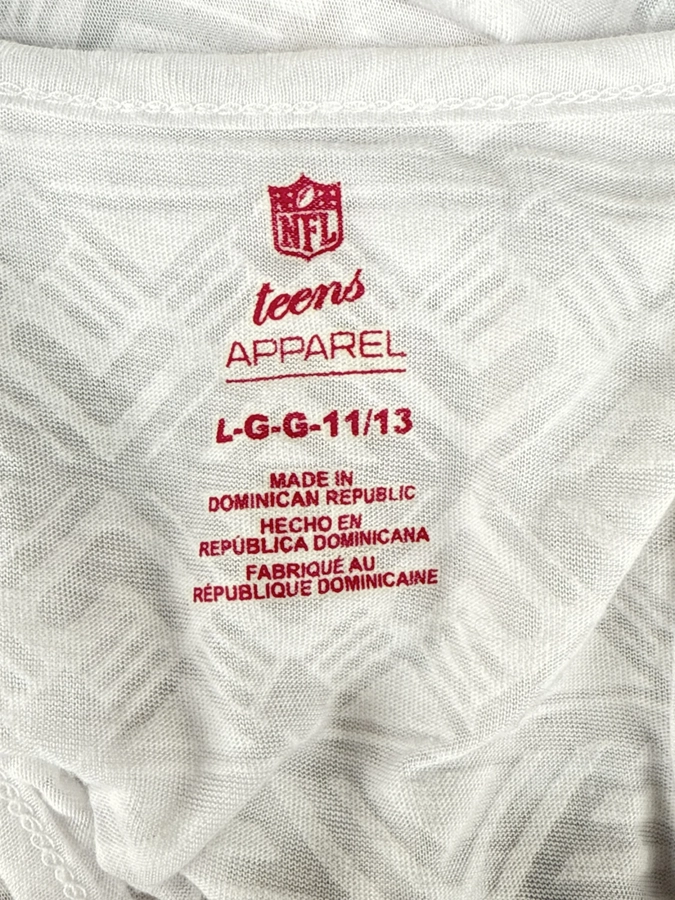 NFL
teens
APPAREL
L-G-G-11/13
MADE IN
DOMINICAN REPUBLIC
HECHO EN
REPÚBLICA DOMINICANA
FABRIQUÉ AU
RÉPUBLIQUE DOMINICAINE